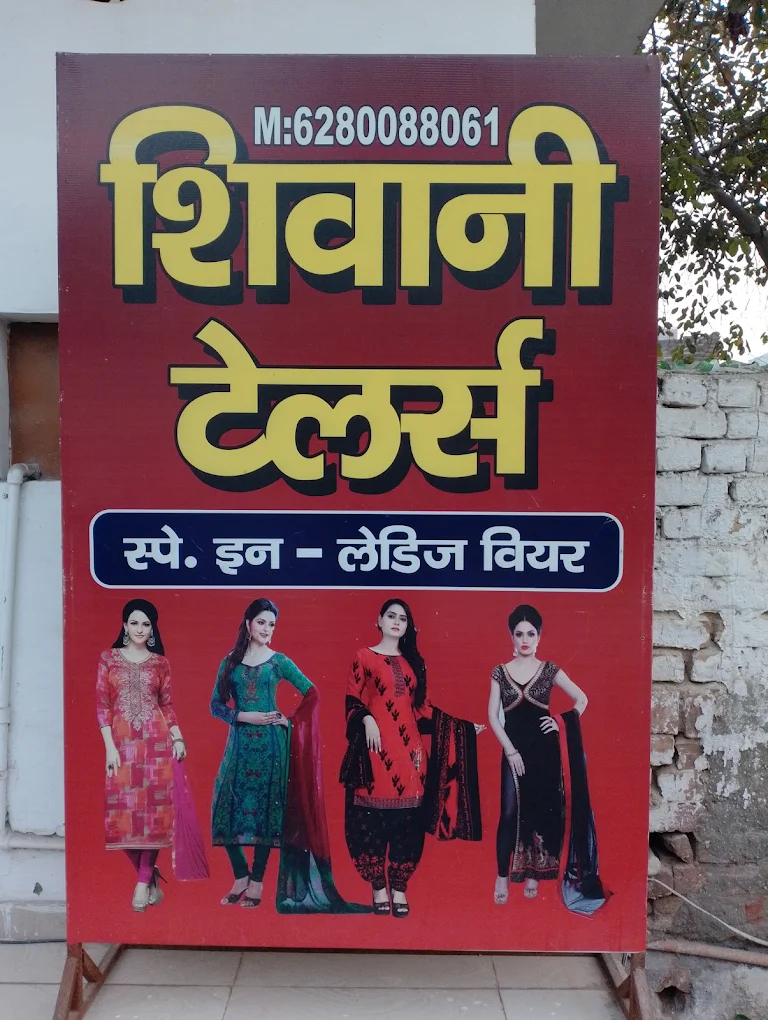 M:6280088061
शिवानी
टेलर्स
स्पे. इन - लेडिज वियर